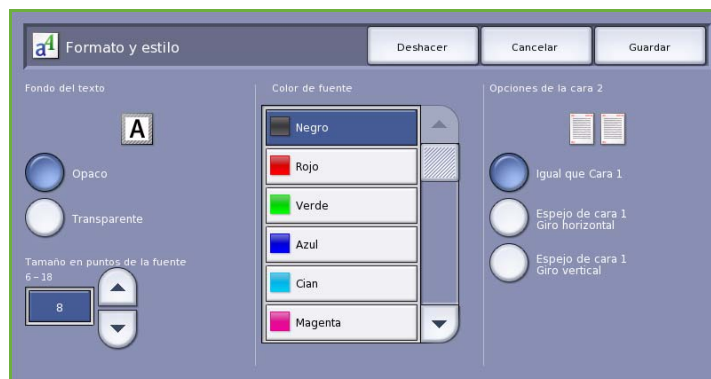 Formato y estilo
Deshacer
Cancelar
Guardar
Fondo del texto
A
Opaco
Transparente
Tamaño en puntos de la fuente
6-18
8
Color de fuente
Negro
Rojo
Verde
Azul
Cian
Magenta
Opciones de la cara 2
Igual que Cara 1
Espejo de cara 1
Giro horizontal
Espejo de cara 1
Giro vertical